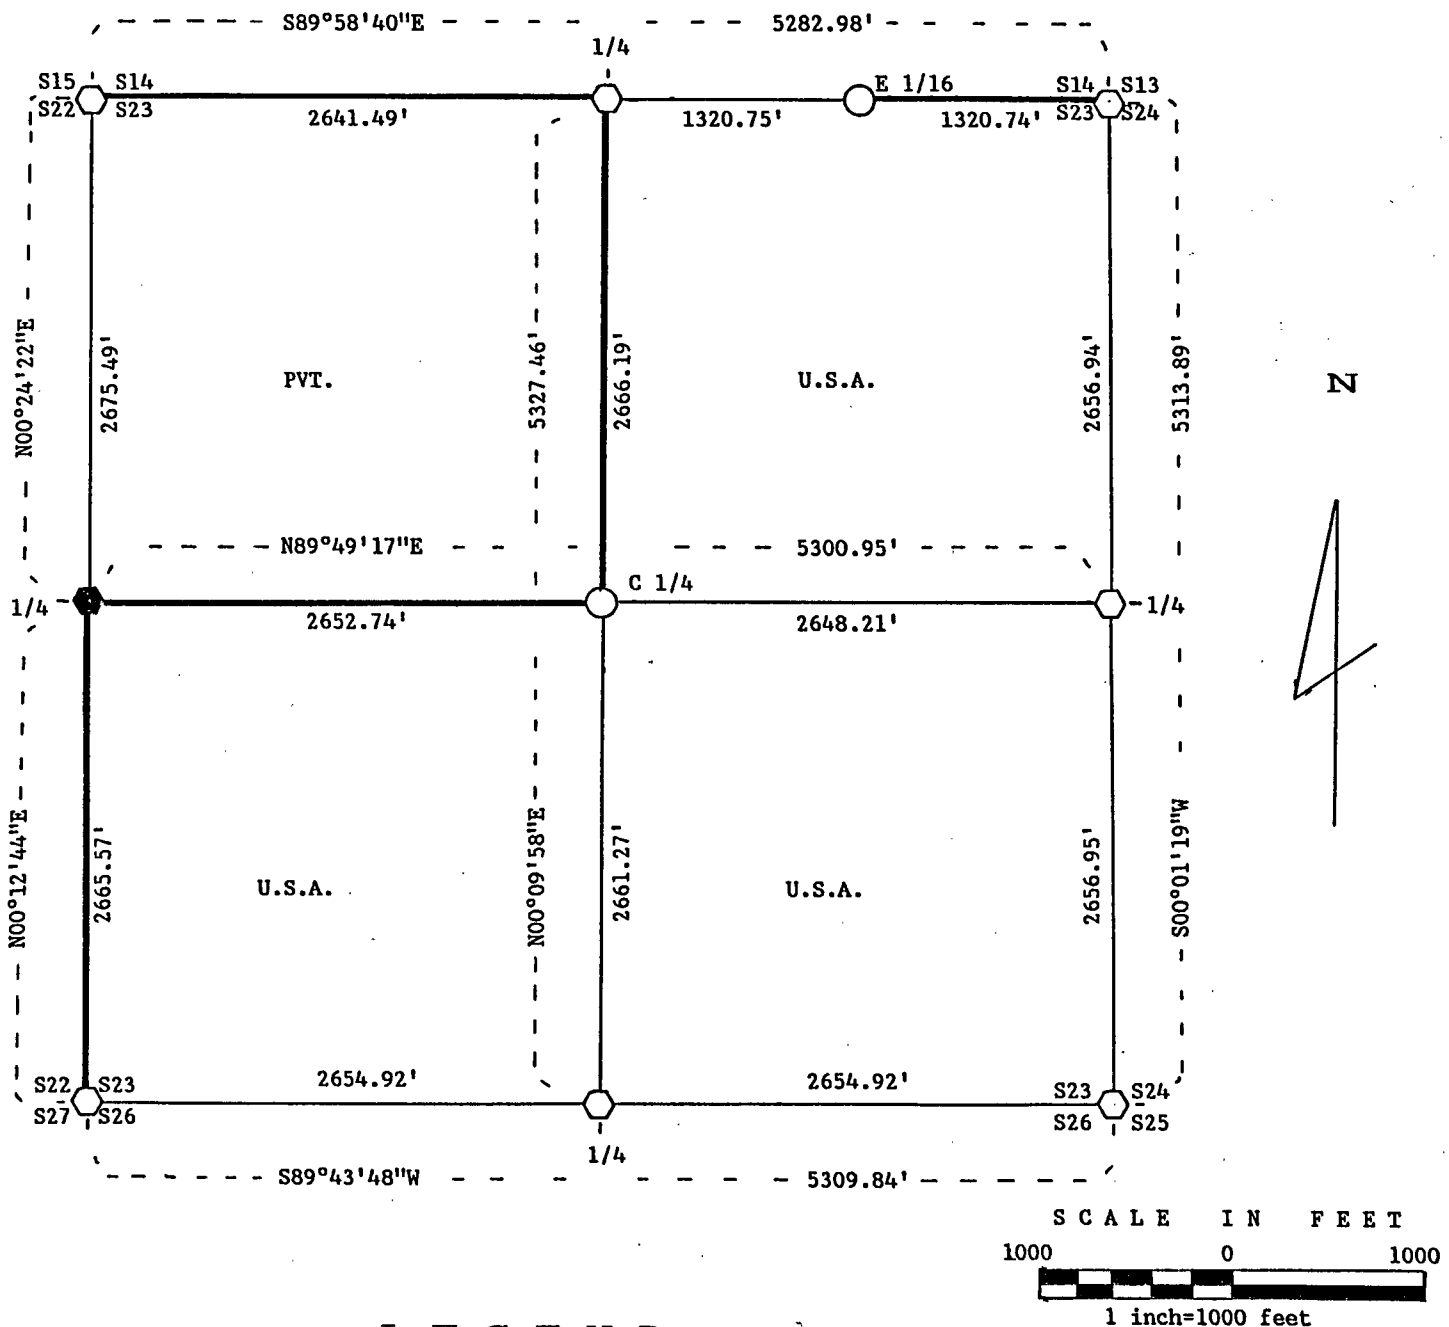 S89°58'40"E 5282.98'
1/4
S15 S14
S22 S23
2641.49'
E 1/16
1320.75'
1320.74'
S14 S13
S23 S24
N00°24'22"E
2675.49'
PVT.
5327.46'
2666.19'
U.S.A.
2656.94'
5313.89'
N
N89°49'17"E 5300.95'
1/4
C 1/4
1/4
2652.74'
2648.21'
N00°12'44"E
2665.57'
U.S.A.
N00°09'58"E
2661.27'
U.S.A.
2656.95'
S00°01'19"W
S22 S23
S27 S26
2654.92'
2654.92'
S23 S24
S26 S25
1/4
S89°43'48"W 5309.84'
SCALE IN FEET
1000 0 1000
1 inch=1000 feet